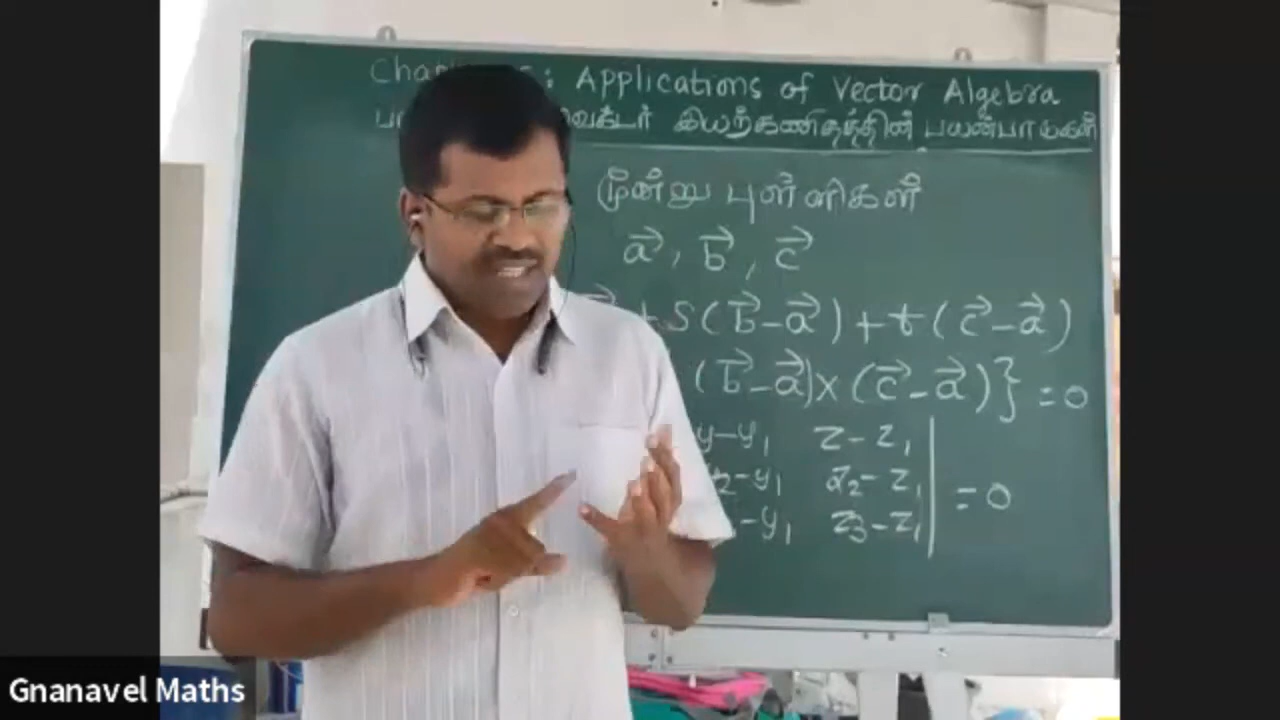 : Applications of Vector Algebra
வெக்டர் இயற்கணிதத்தின் பயன்பாடுகள்
மூன்று புள்ளிகள்
a⃗, b⃗, c⃗
+ s(b⃗-a⃗) + t(c⃗-a⃗)
(b⃗-a⃗)×(c⃗-a⃗)} = 0
y-y₁ z-z₁
-y₁ z₂-z₁ = 0
-y₁ z₃-z₁
Gnanavel Maths